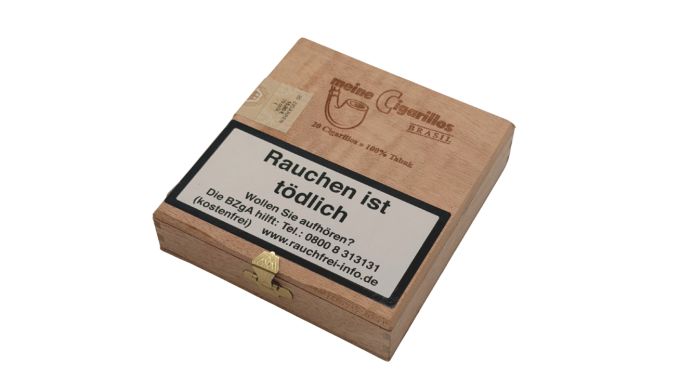 meine Cigarillos
BRASIL
20 Cigarillos » 100% Tabak
Rauchen ist
tödlich
Wollen Sie aufhören?
Die BZgA hilft: Tel.: 0800 8 313131
(kostenfrei)
www.rauchfrei-info.de